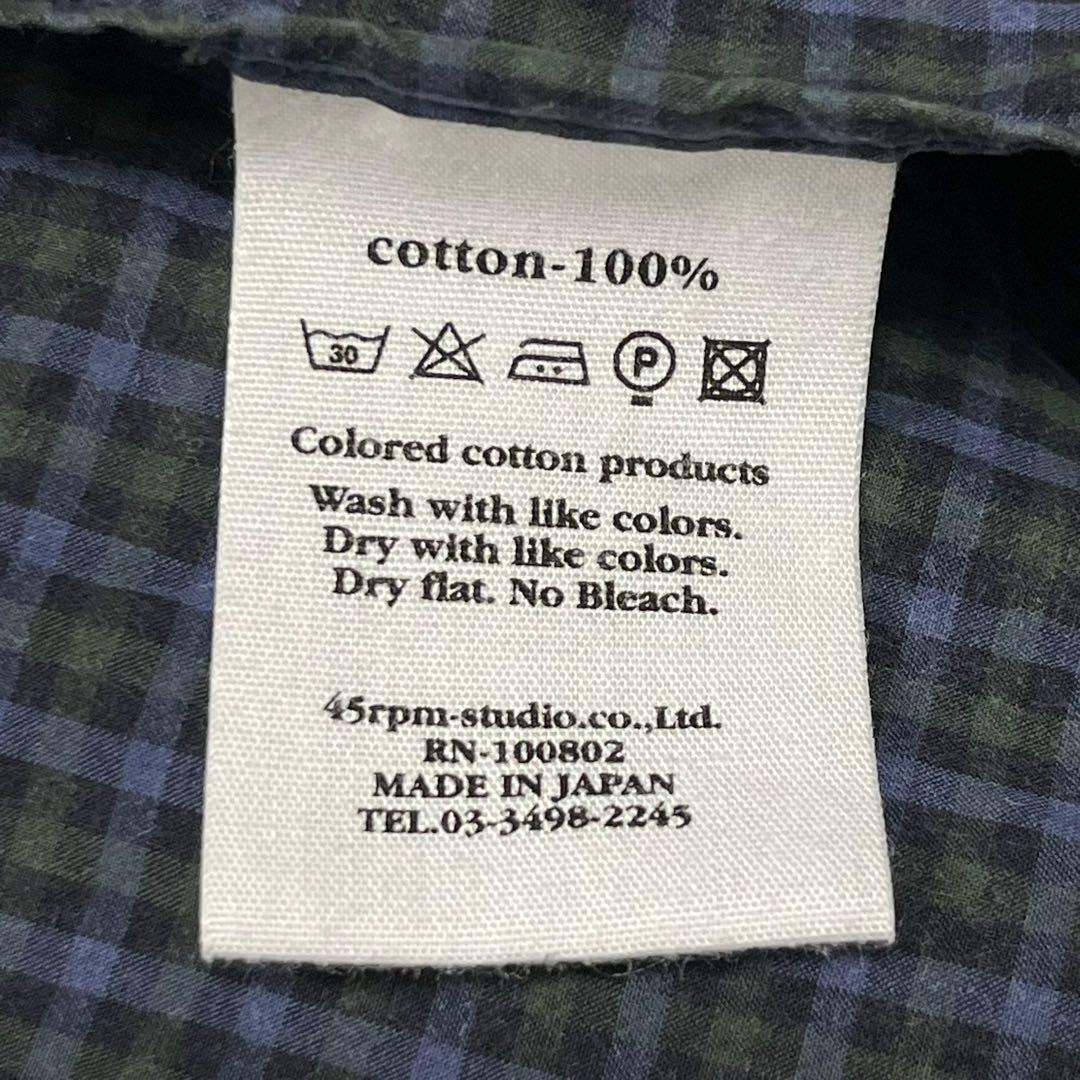 cotton-100%
30 P
Colored cotton products
Wash with like colors.
Dry with like colors.
Dry flat. No Bleach.
45rpm-studio.co.,Ltd.
RN-100802
MADE IN JAPAN
TEL.03-3498-2245